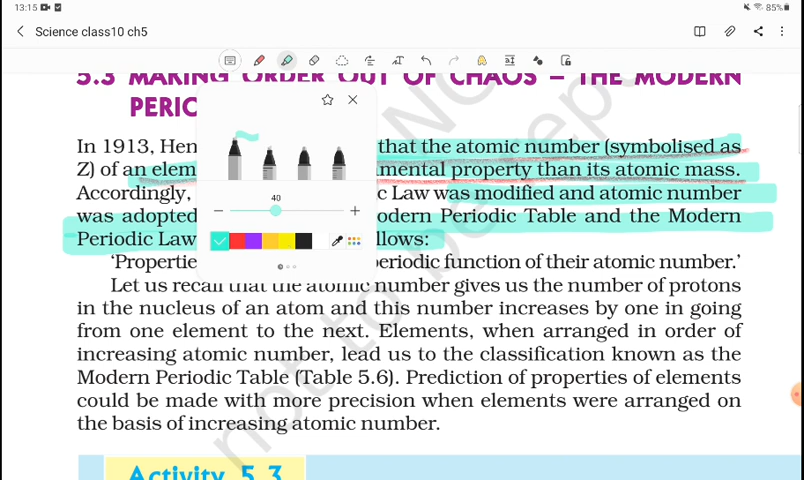 13:15
85%
Science class10 ch5
5.3 MAKING ORDER OUT OF CHAOS – THE MODERN
PERIO
40
In 1913, Hen that the atomic number (symbolised as
Z) of an elem mental property than its atomic mass.
Accordingly, c Law was modified and atomic number
was adopted odern Periodic Table and the Modern
Periodic Law llows:
‘Propertie periodic function of their atomic number.’
Let us recall that the atomic number gives us the number of protons
in the nucleus of an atom and this number increases by one in going
from one element to the next. Elements, when arranged in order of
increasing atomic number, lead us to the classification known as the
Modern Periodic Table (Table 5.6). Prediction of properties of elements
could be made with more precision when elements were arranged on
the basis of increasing atomic number.
Activity 5.3
not to be rep